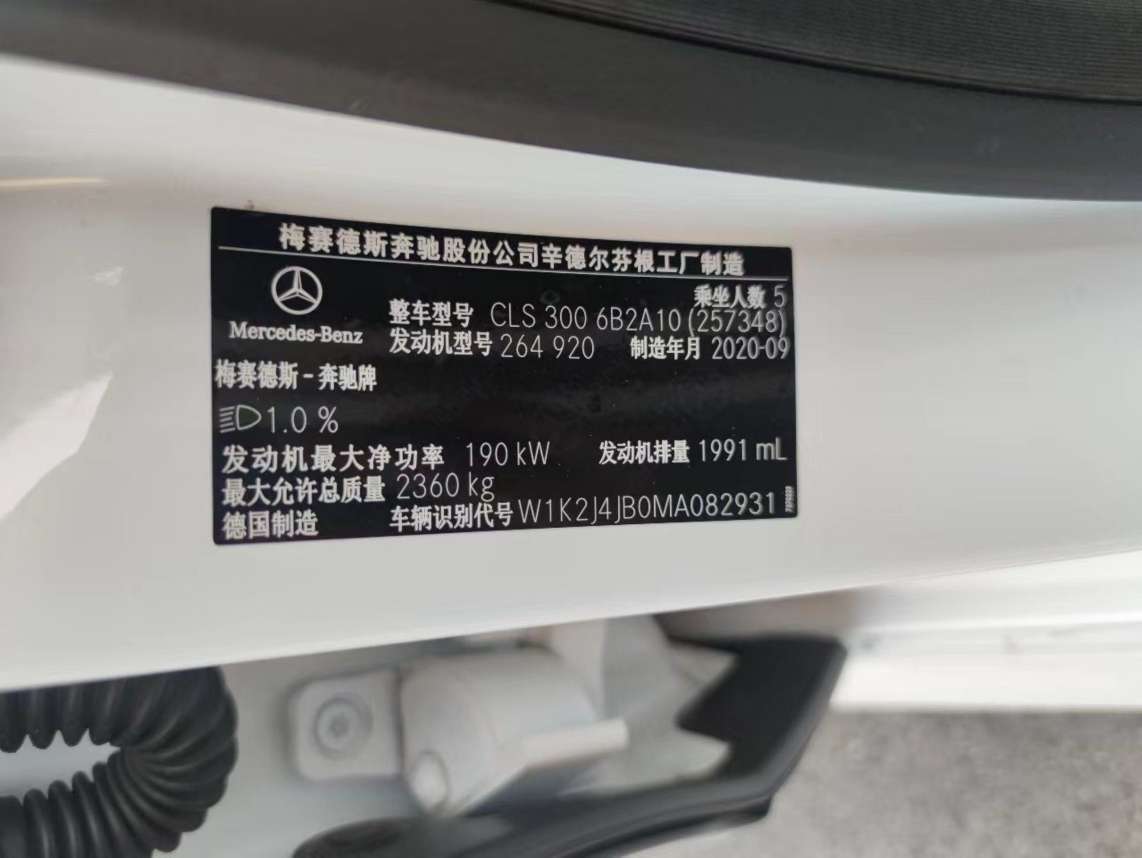 梅赛德斯奔驰股份公司辛德尔芬根工厂制造
乘坐人数 5
整车型号 CLS 300 6B2A10 (257348)
Mercedes-Benz
发动机型号 264 920 制造年月 2020-09
梅赛德斯-奔驰牌
1.0 %
发动机最大净功率 190 kW 发动机排量 1991 mL
最大允许总质量 2360 kg
德国制造 车辆识别代号 W1K2J4JB0MA082931